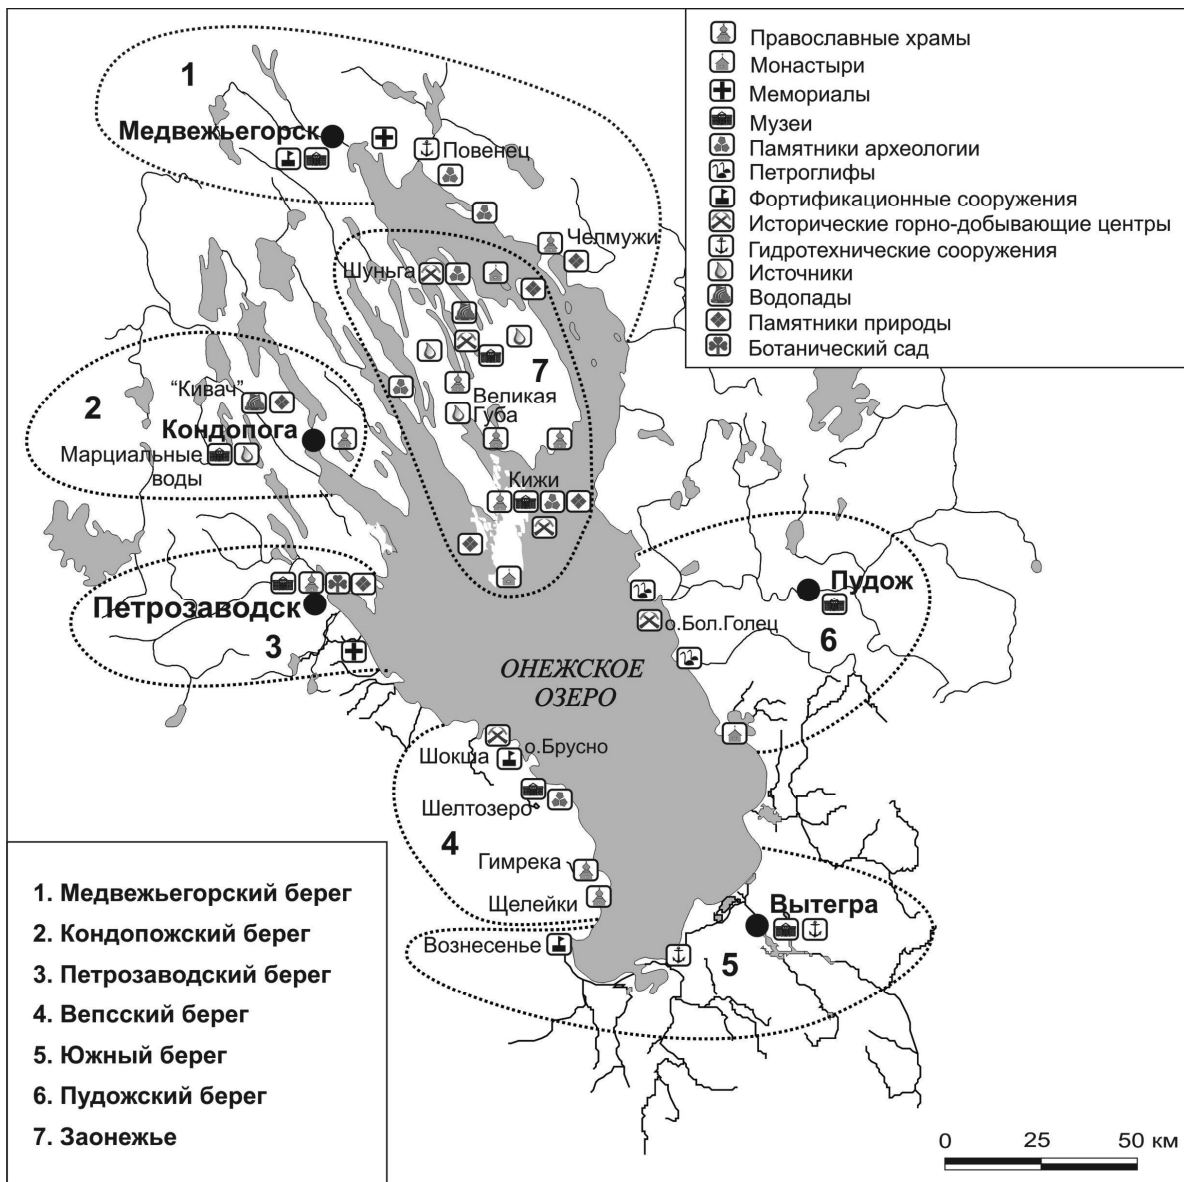 Православные храмы
Монастыри
Мемориалы
Музеи
Памятники археологии
Петроглифы
Фортификационные сооружения
Исторические горно-добывающие центры
Гидротехнические сооружения
Источники
Водопады
Памятники природы
Ботанический сад
1
Медвежьегорск
Повенец
Челмужи
Шуньга
7
"Кивач"
2
Великая
Губа
Кондопога
Марциальные
воды
Кижи
Пудож
Петрозаводск
о.Бол.Голец
3
6
ОНЕЖСКОЕ
ОЗЕРО
о.Брусно
Шокша
Шелтозеро
4
Гимрека
Щелейки
Вытегра
Вознесенье
5
1. Медвежьегорский берег
2. Кондопожский берег
3. Петрозаводский берег
4. Вепсский берег
5. Южный берег
6. Пудожский берег
7. Заонежье
0 25 50 км